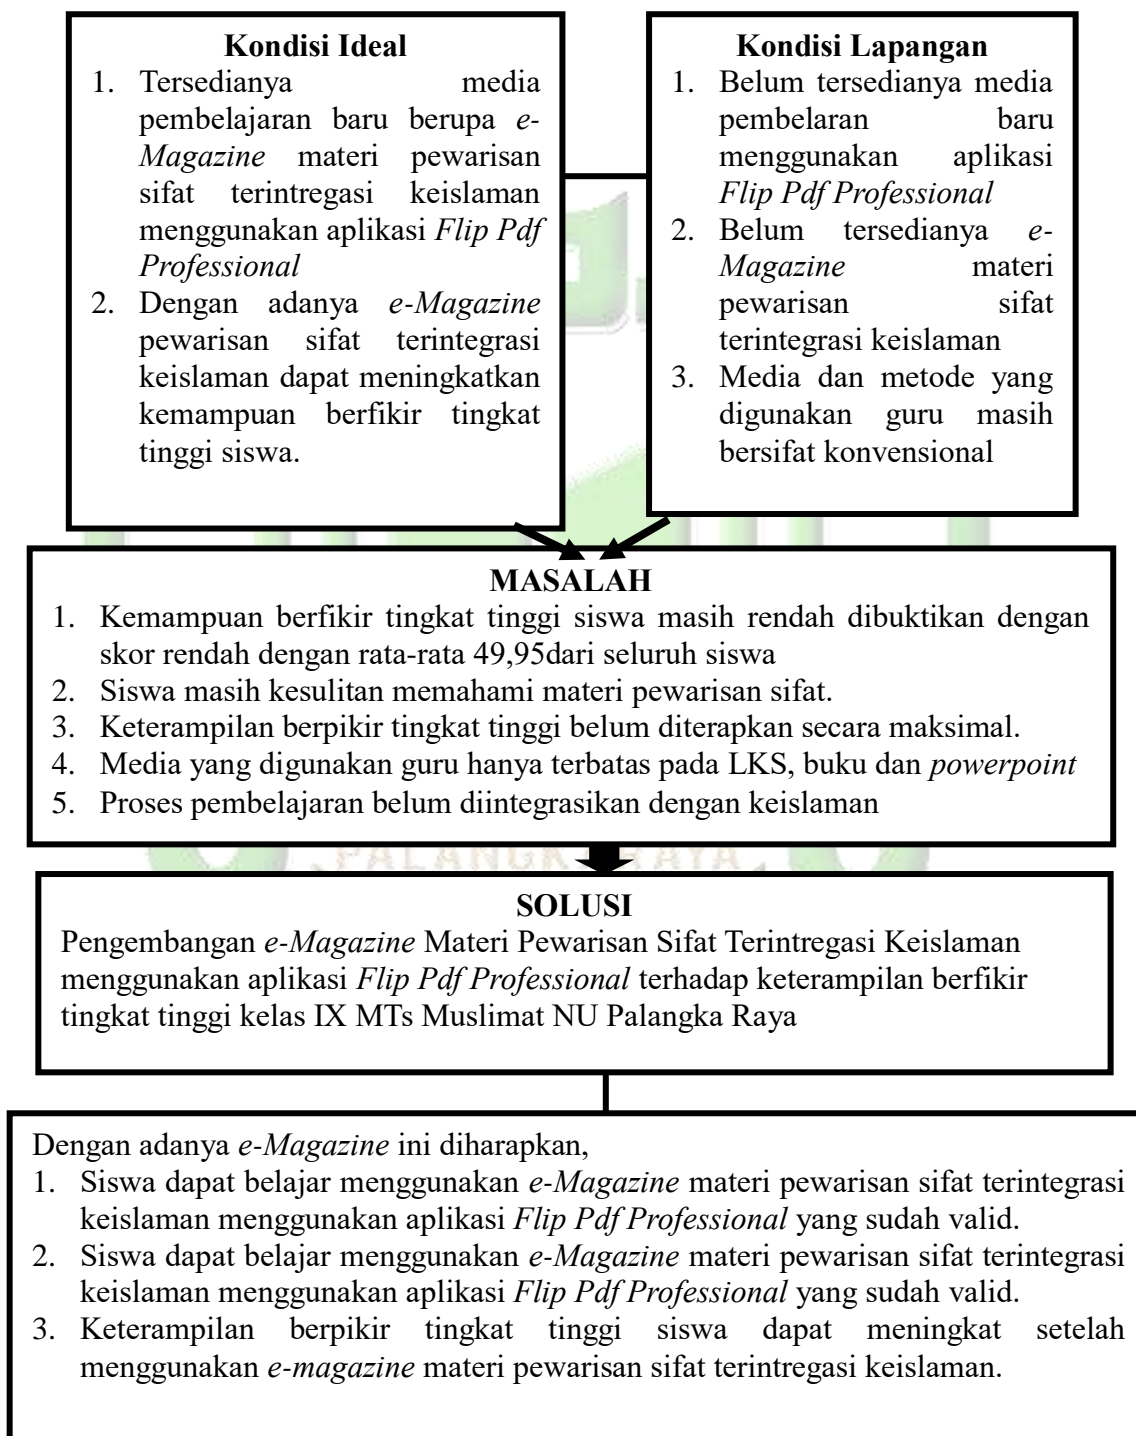 Kondisi Ideal
1. Tersedianya media
pembelajaran baru berupa e-
Magazine materi pewarisan
sifat terintregasi keislaman
menggunakan aplikasi Flip Pdf
Professional
2. Dengan adanya e-Magazine
pewarisan sifat terintegrasi
keislaman dapat meningkatkan
kemampuan berfikir tingkat
tinggi siswa.
Kondisi Lapangan
1. Belum tersedianya media
pembelaran baru
menggunakan aplikasi
Flip Pdf Professional
2. Belum tersedianya e-
Magazine materi
pewarisan sifat
terintegrasi keislaman
3. Media dan metode yang
digunakan guru masih
bersifat konvensional
MASALAH
1. Kemampuan berfikir tingkat tinggi siswa masih rendah dibuktikan dengan
skor rendah dengan rata-rata 49,95dari seluruh siswa
2. Siswa masih kesulitan memahami materi pewarisan sifat.
3. Keterampilan berpikir tingkat tinggi belum diterapkan secara maksimal.
4. Media yang digunakan guru hanya terbatas pada LKS, buku dan powerpoint
5. Proses pembelajaran belum diintegrasikan dengan keislaman
PALANGKARAYA
SOLUSI
Pengembangan e-Magazine Materi Pewarisan Sifat Terintregasi Keislaman
menggunakan aplikasi Flip Pdf Professional terhadap keterampilan berfikir
tingkat tinggi kelas IX MTs Muslimat NU Palangka Raya
Dengan adanya e-Magazine ini diharapkan,
1. Siswa dapat belajar menggunakan e-Magazine materi pewarisan sifat terintegrasi
keislaman menggunakan aplikasi Flip Pdf Professional yang sudah valid.
2. Siswa dapat belajar menggunakan e-Magazine materi pewarisan sifat terintegrasi
keislaman menggunakan aplikasi Flip Pdf Professional yang sudah valid.
3. Keterampilan berpikir tingkat tinggi siswa dapat meningkat setelah
menggunakan e-magazine materi pewarisan sifat terintregasi keislaman.